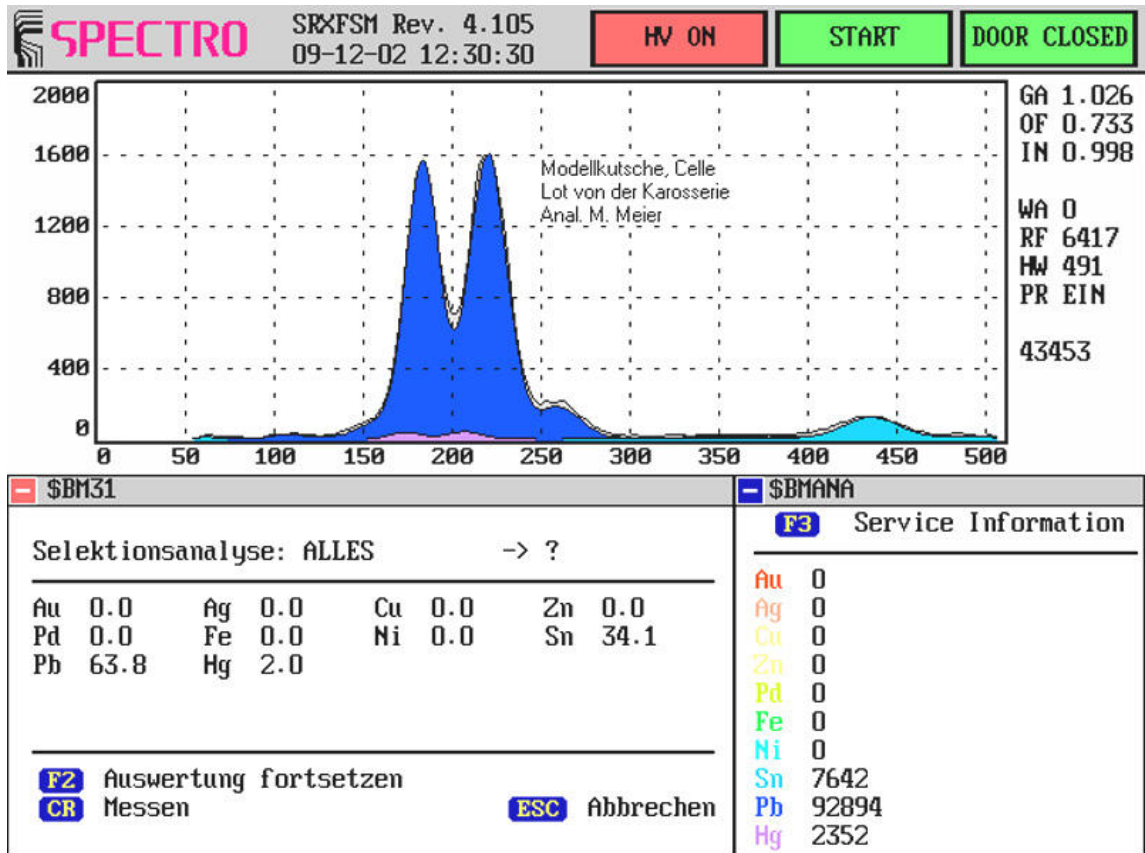 SPECTRO
SRXFSM Rev. 4.105
09-12-02 12:30:30
HV ON
START
DOOR CLOSED
2000
1600
1200
800
400
0
0 50 100 150 200 250 300 350 400 450 500
Modellkutsche, Celle
Lot von der Karosserie
Anal. M. Meier
GA 1.026
OF 0.733
IN 0.998
WA 0
RF 6417
HW 491
PR EIN
43453
$BM31
Selektionsanalyse: ALLES -> ?
Au 0.0 Ag 0.0 Cu 0.0 Zn 0.0
Pd 0.0 Fe 0.0 Ni 0.0 Sn 34.1
Pb 63.8 Hg 2.0
F2 Auswertung fortsetzen
CR Messen ESC Abbrechen
$BMANA
F3 Service Information
Au 0
Ag 0
Cu 0
Zn 0
Pd 0
Fe 0
Ni 0
Sn 7642
Pb 92894
Hg 2352